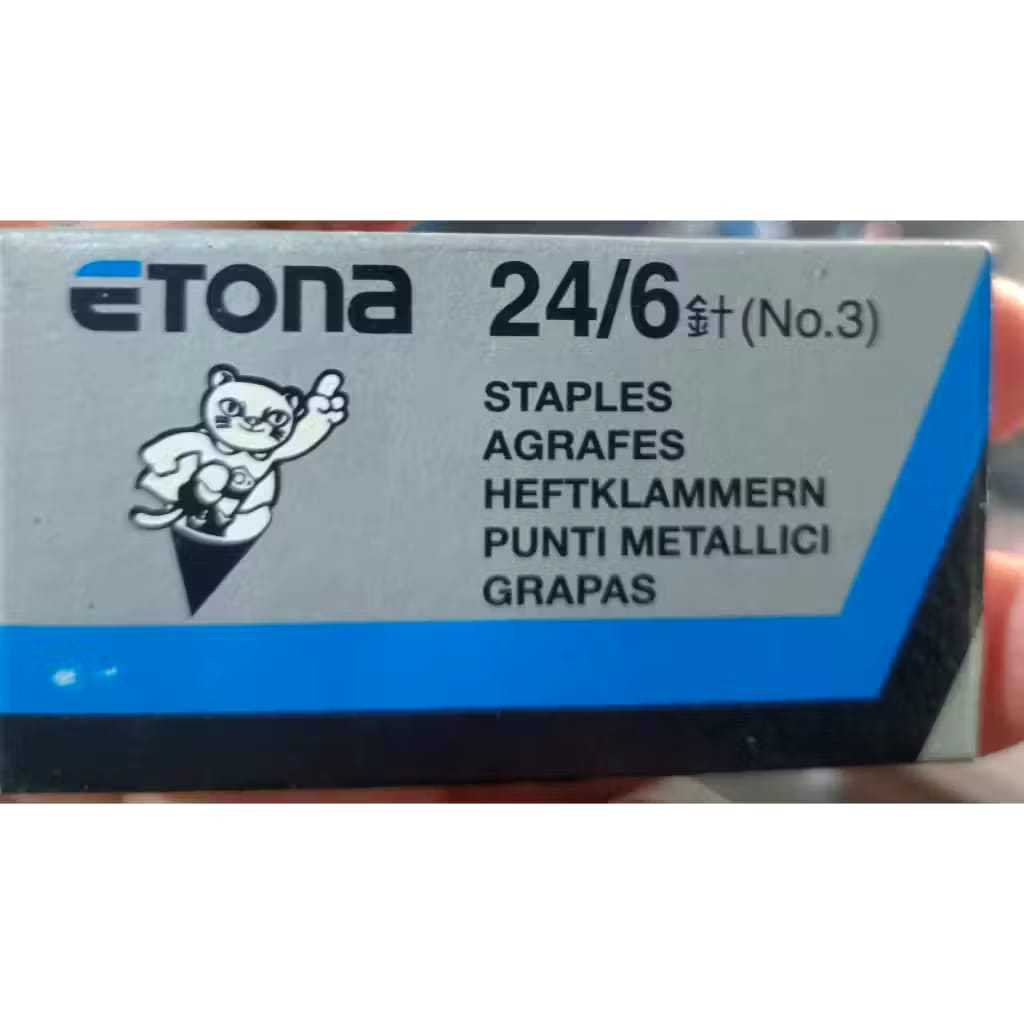 ETONA 24/6針(No.3)
STAPLES
AGRAFES
HEFTKLAMMERN
PUNTI METALLICI
GRAPAS